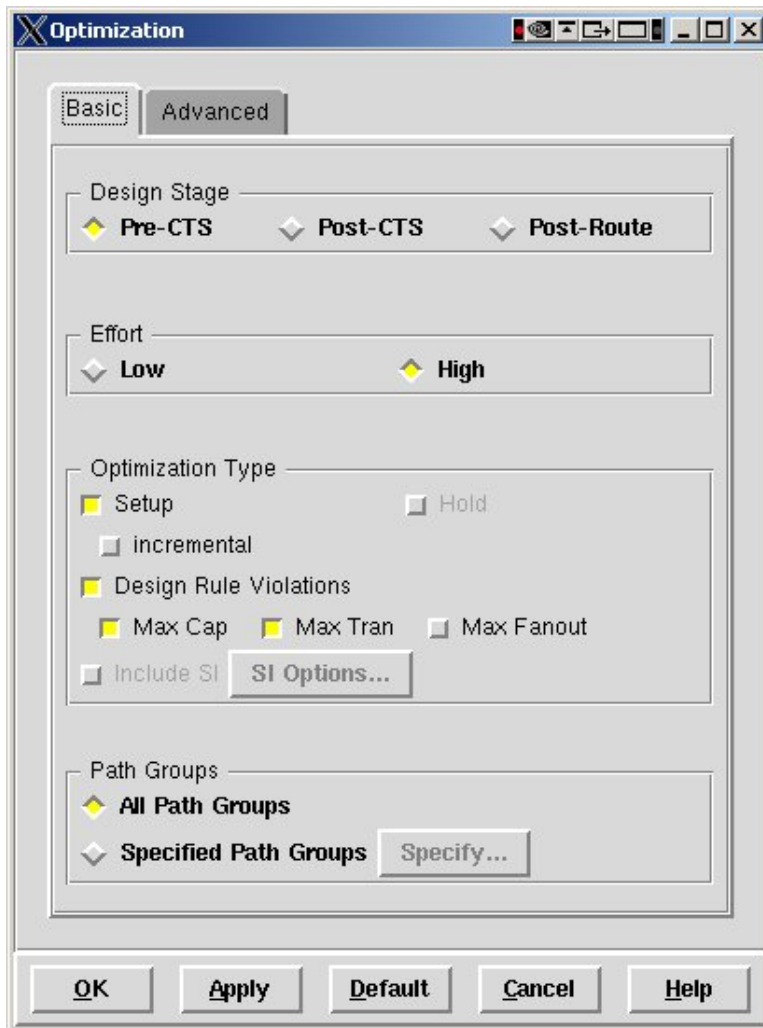 Optimization
Basic Advanced
Design Stage
Pre-CTS Post-CTS Post-Route
Effort
Low High
Optimization Type
Setup Hold
incremental
Design Rule Violations
Max Cap Max Tran Max Fanout
Include SI SI Options...
Path Groups
All Path Groups
Specified Path Groups Specify...
OK Apply Default Cancel Help